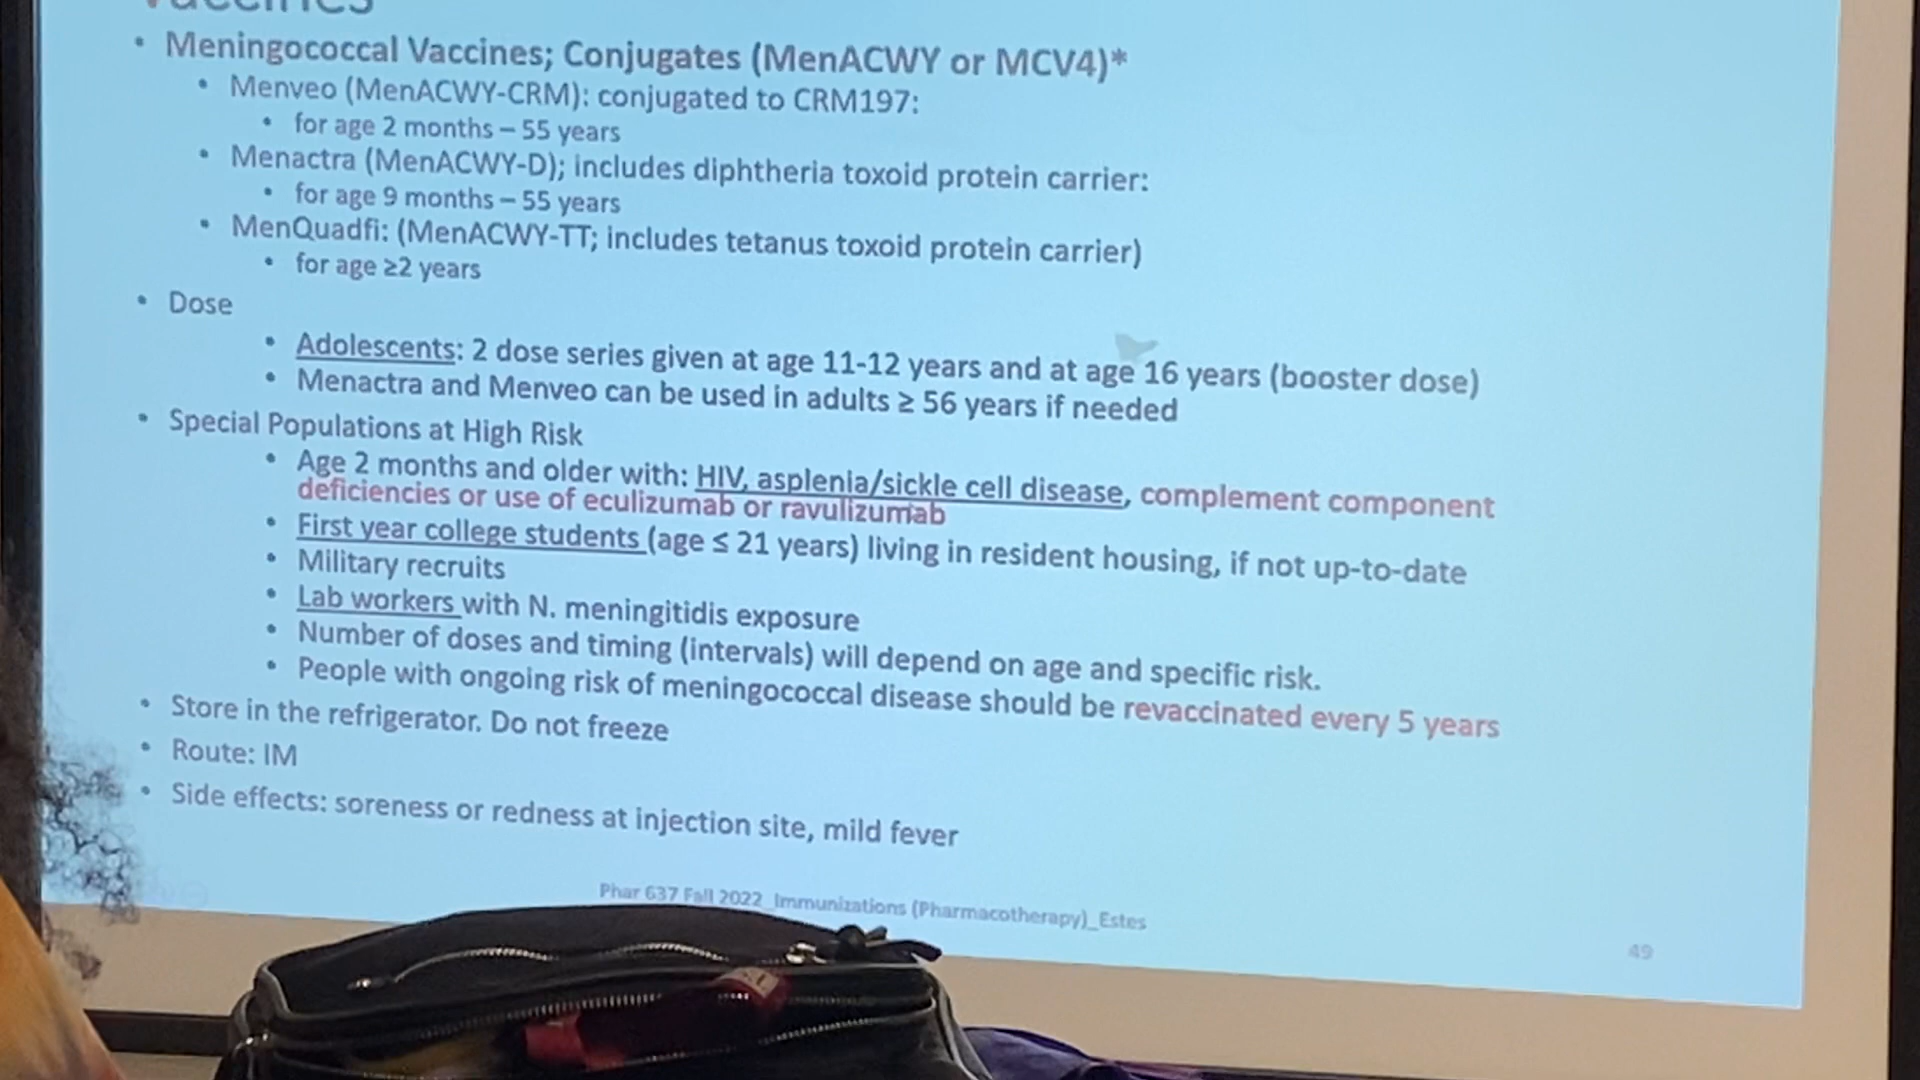 Vaccines
• Meningococcal Vaccines; Conjugates (MenACWY or MCV4)*
• Menveo (MenACWY-CRM): conjugated to CRM197:
• for age 2 months – 55 years
• Menactra (MenACWY-D); includes diphtheria toxoid protein carrier:
• for age 9 months – 55 years
• MenQuadfi: (MenACWY-TT; includes tetanus toxoid protein carrier)
• for age ≥2 years
• Dose
• Adolescents: 2 dose series given at age 11-12 years and at age 16 years (booster dose)
• Menactra and Menveo can be used in adults ≥ 56 years if needed
• Special Populations at High Risk
• Age 2 months and older with: HIV, asplenia/sickle cell disease, complement component
deficiencies or use of eculizumab or ravulizumab
• First year college students (age ≤ 21 years) living in resident housing, if not up-to-date
• Military recruits
• Lab workers with N. meningitidis exposure
• Number of doses and timing (intervals) will depend on age and specific risk.
• People with ongoing risk of meningococcal disease should be revaccinated every 5 years
• Store in the refrigerator. Do not freeze
• Route: IM
• Side effects: soreness or redness at injection site, mild fever
Phar 637 Fall 2022_Immunizations (Pharmacotherapy)_Estes
49